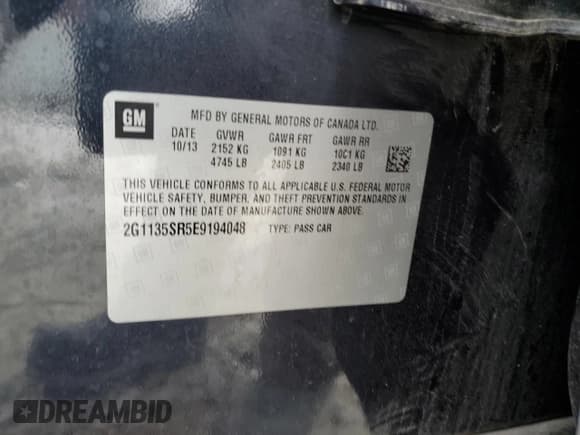 GM
MFD BY GENERAL MOTORS OF CANADA LTD.
DATE GVWR GAWR FRT GAWR RR
10/13 2152 KG 1091 KG 10C1 KG
4745 LB 2405 LB 2340 LB
THIS VEHICLE CONFORMS TO ALL APPLICABLE U.S. FEDERAL MOTOR
VEHICLE SAFETY, BUMPER, AND THEFT PREVENTION STANDARDS IN
EFFECT ON THE DATE OF MANUFACTURE SHOWN ABOVE.
2G1135SR5E9194048 TYPE: PASS CAR
DREAMBID